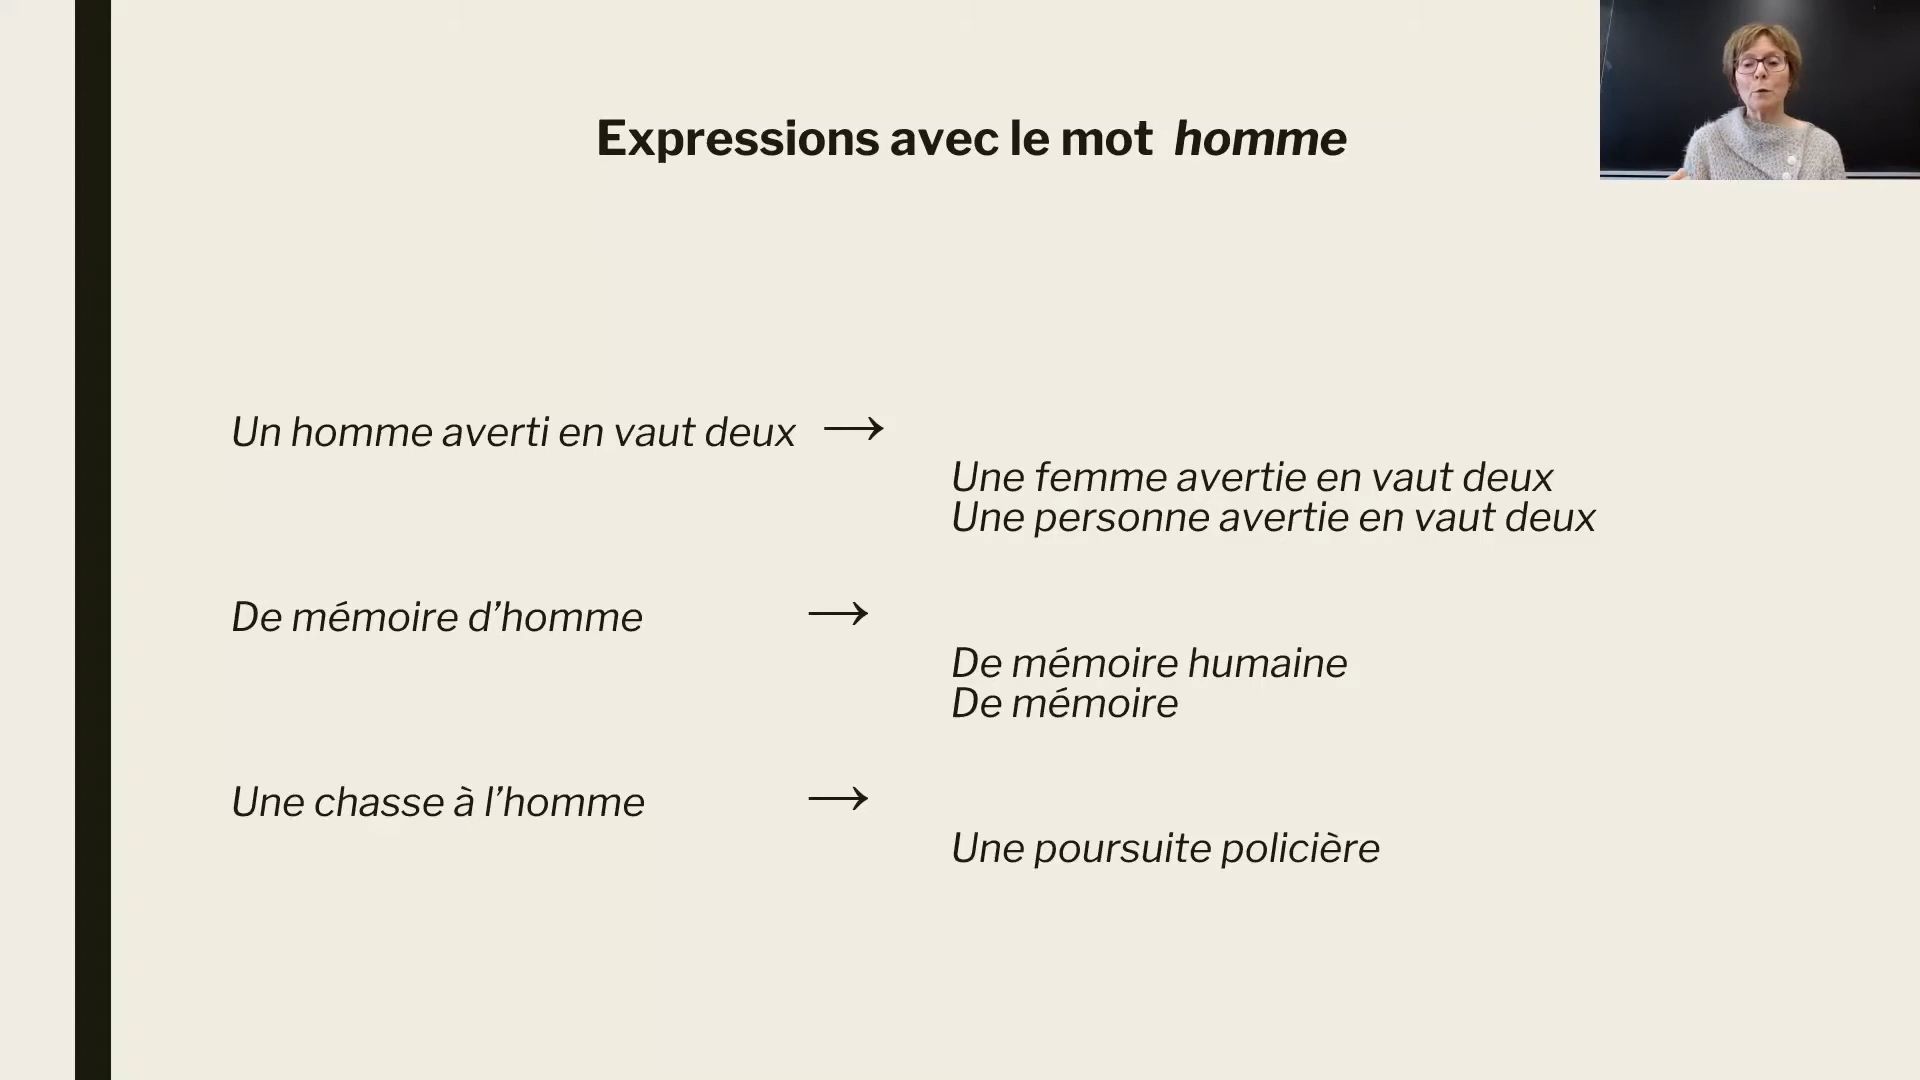 Expressions avec le mot homme
Un homme averti en vaut deux →
Une femme avertie en vaut deux
Une personne avertie en vaut deux
De mémoire d’homme →
De mémoire humaine
De mémoire
Une chasse à l’homme →
Une poursuite policière